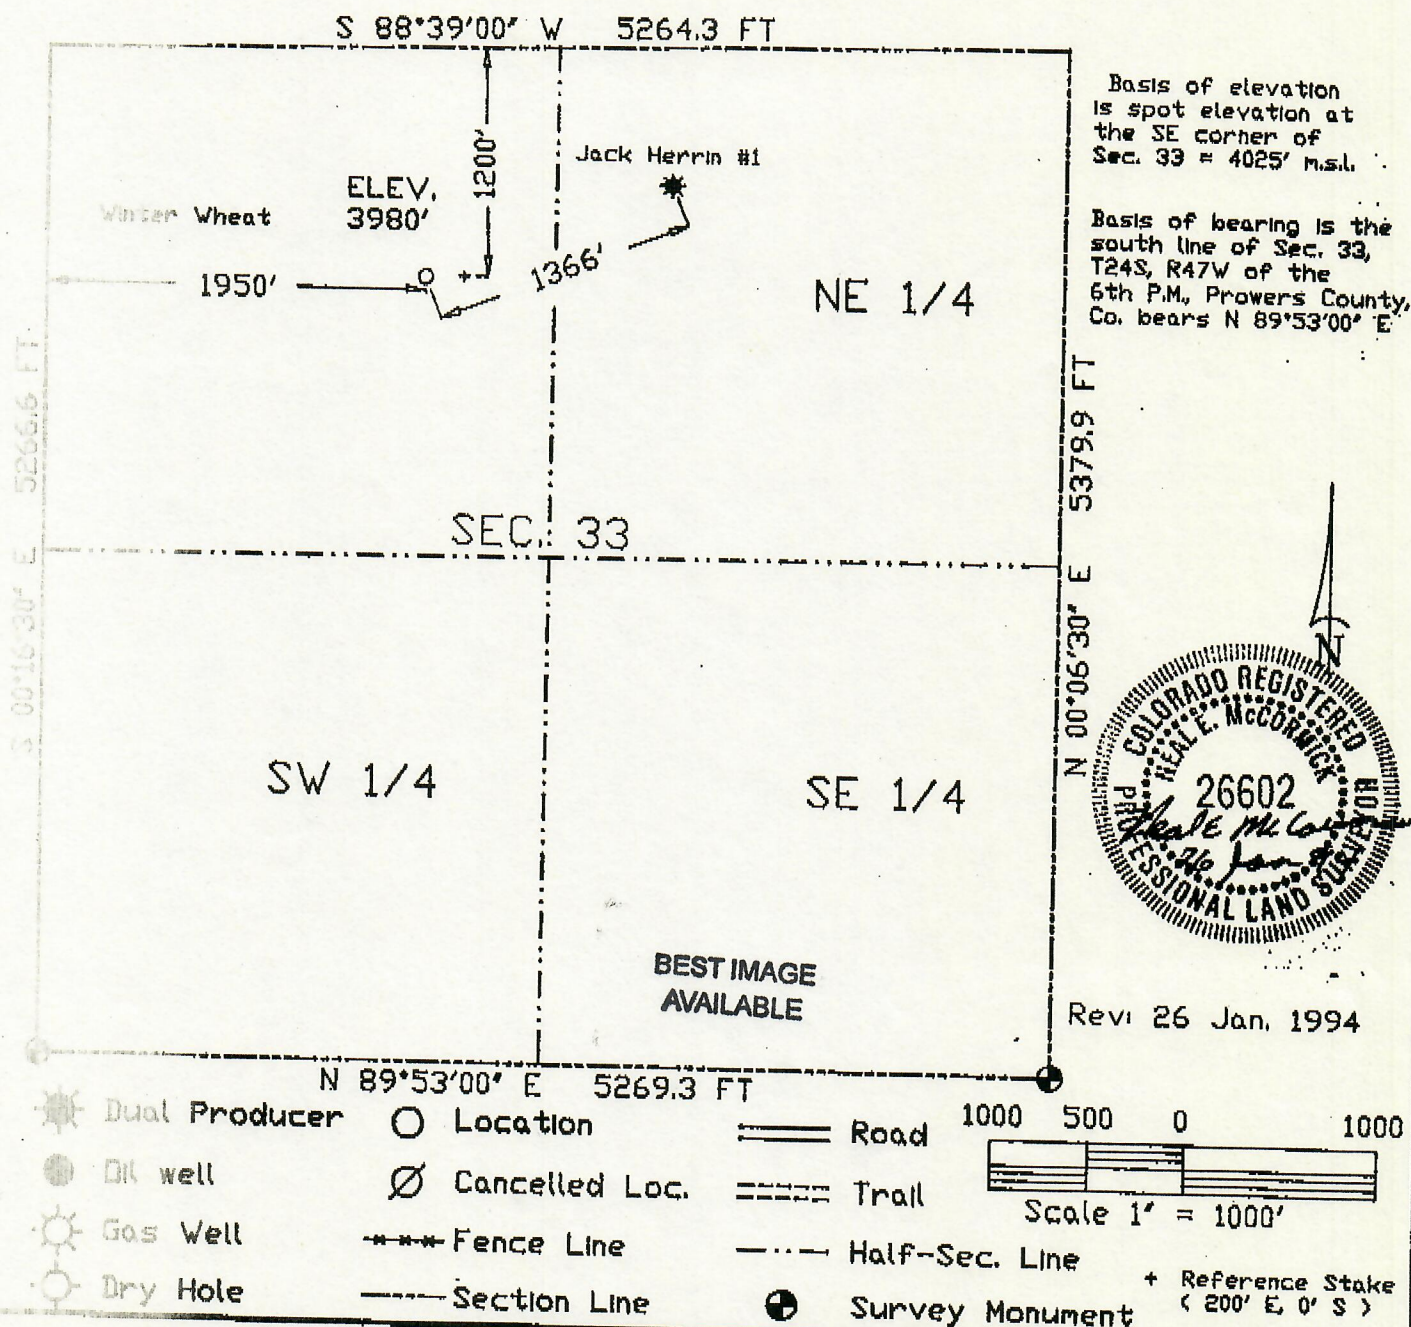 S 88°39'00" W 5264.3 FT
Basis of elevation
is spot elevation at
the SE corner of
Sec. 33 = 4025' m.s.l.
Basis of bearing is the
south line of Sec. 33,
T24S, R47W of the
6th P.M., Prowers County,
Co. bears N 89°53'00" E
1200'
Jack Herrin #1
ELEV.
3980'
Winter Wheat
1950'
1366'
NE 1/4
S 00°16'30" E 5266.6 FT
N 00°06'30" E 5379.9 FT
SEC. 33
N
SW 1/4
SE 1/4
COLORADO REGISTERED
NEAL E. McCORMICK
26602
Neal E McCormick
26 Jan
PROFESSIONAL LAND SURVEYOR
BEST IMAGE
AVAILABLE
Rev: 26 Jan. 1994
N 89°53'00" E 5269.3 FT
Dual Producer
Oil well
Gas Well
Dry Hole
Location
Cancelled Loc.
Fence Line
Section Line
Road
Trail
Half-Sec. Line
Survey Monument
1000 500 0 1000
Scale 1" = 1000'
+ Reference Stake
( 200' E, 0' S )